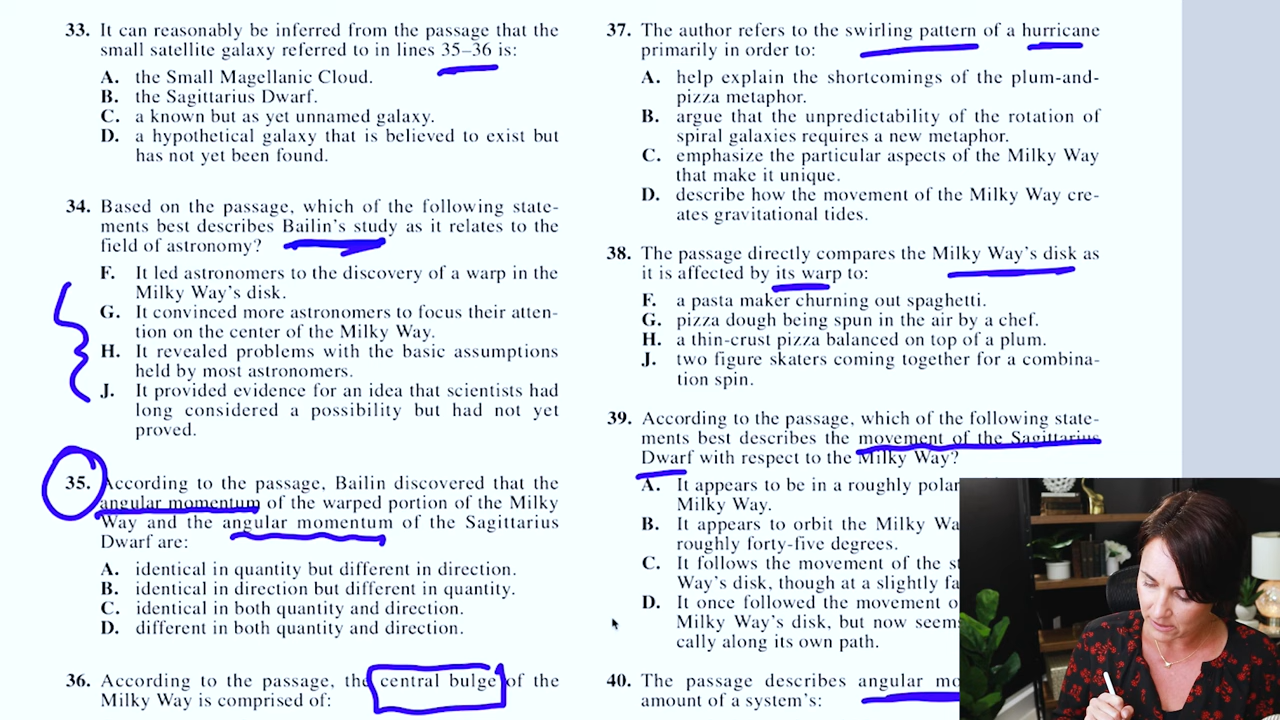 33. It can reasonably be inferred from the passage that the
small satellite galaxy referred to in lines 35–36 is:
A. the Small Magellanic Cloud.
B. the Sagittarius Dwarf.
C. a known but as yet unnamed galaxy.
D. a hypothetical galaxy that is believed to exist but
has not yet been found.
34. Based on the passage, which of the following state-
ments best describes Bailin's study as it relates to the
field of astronomy?
F. It led astronomers to the discovery of a warp in the
Milky Way's disk.
G. It convinced more astronomers to focus their atten-
tion on the center of the Milky Way.
H. It revealed problems with the basic assumptions
held by most astronomers.
J. It provided evidence for an idea that scientists had
long considered a possibility but had not yet
proved.
35. According to the passage, Bailin discovered that the
angular momentum of the warped portion of the Milky
Way and the angular momentum of the Sagittarius
Dwarf are:
A. identical in quantity but different in direction.
B. identical in direction but different in quantity.
C. identical in both quantity and direction.
D. different in both quantity and direction.
36. According to the passage, the central bulge of the
Milky Way is comprised of:
37. The author refers to the swirling pattern of a hurricane
primarily in order to:
A. help explain the shortcomings of the plum-and-
pizza metaphor.
B. argue that the unpredictability of the rotation of
spiral galaxies requires a new metaphor.
C. emphasize the particular aspects of the Milky Way
that make it unique.
D. describe how the movement of the Milky Way cre-
ates gravitational tides.
38. The passage directly compares the Milky Way's disk as
it is affected by its warp to:
F. a pasta maker churning out spaghetti.
G. pizza dough being spun in the air by a chef.
H. a thin-crust pizza balanced on top of a plum.
J. two figure skaters coming together for a combina-
tion spin.
39. According to the passage, which of the following state-
ments best describes the movement of the Sagittarius
Dwarf with respect to the Milky Way?
A. It appears to be in a roughly
Milky Way.
B. It appears to orbit the Milky
roughly forty-five degrees.
C. It follows the movement of the
Way's disk, though at a slightly
D. It once followed the movement
Milky Way's disk, but now seems
cally along its own path.
40. The passage describes angular
amount of a system's: